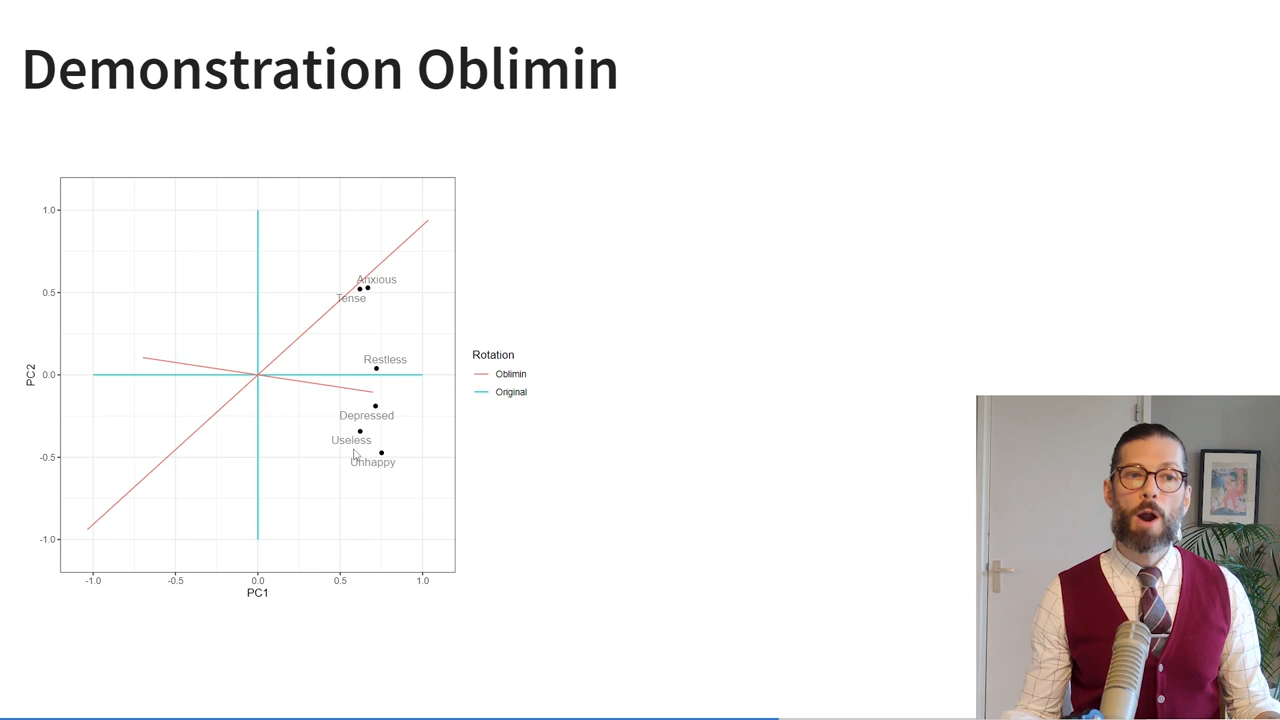 Demonstration Oblimin
1.0
0.5
0.0
-0.5
-1.0
PC2
Anxious
Tense
Restless
Depressed
Useless
Unhappy
-1.0 -0.5 0.0 0.5 1.0
PC1
Rotation
Oblimin
Original